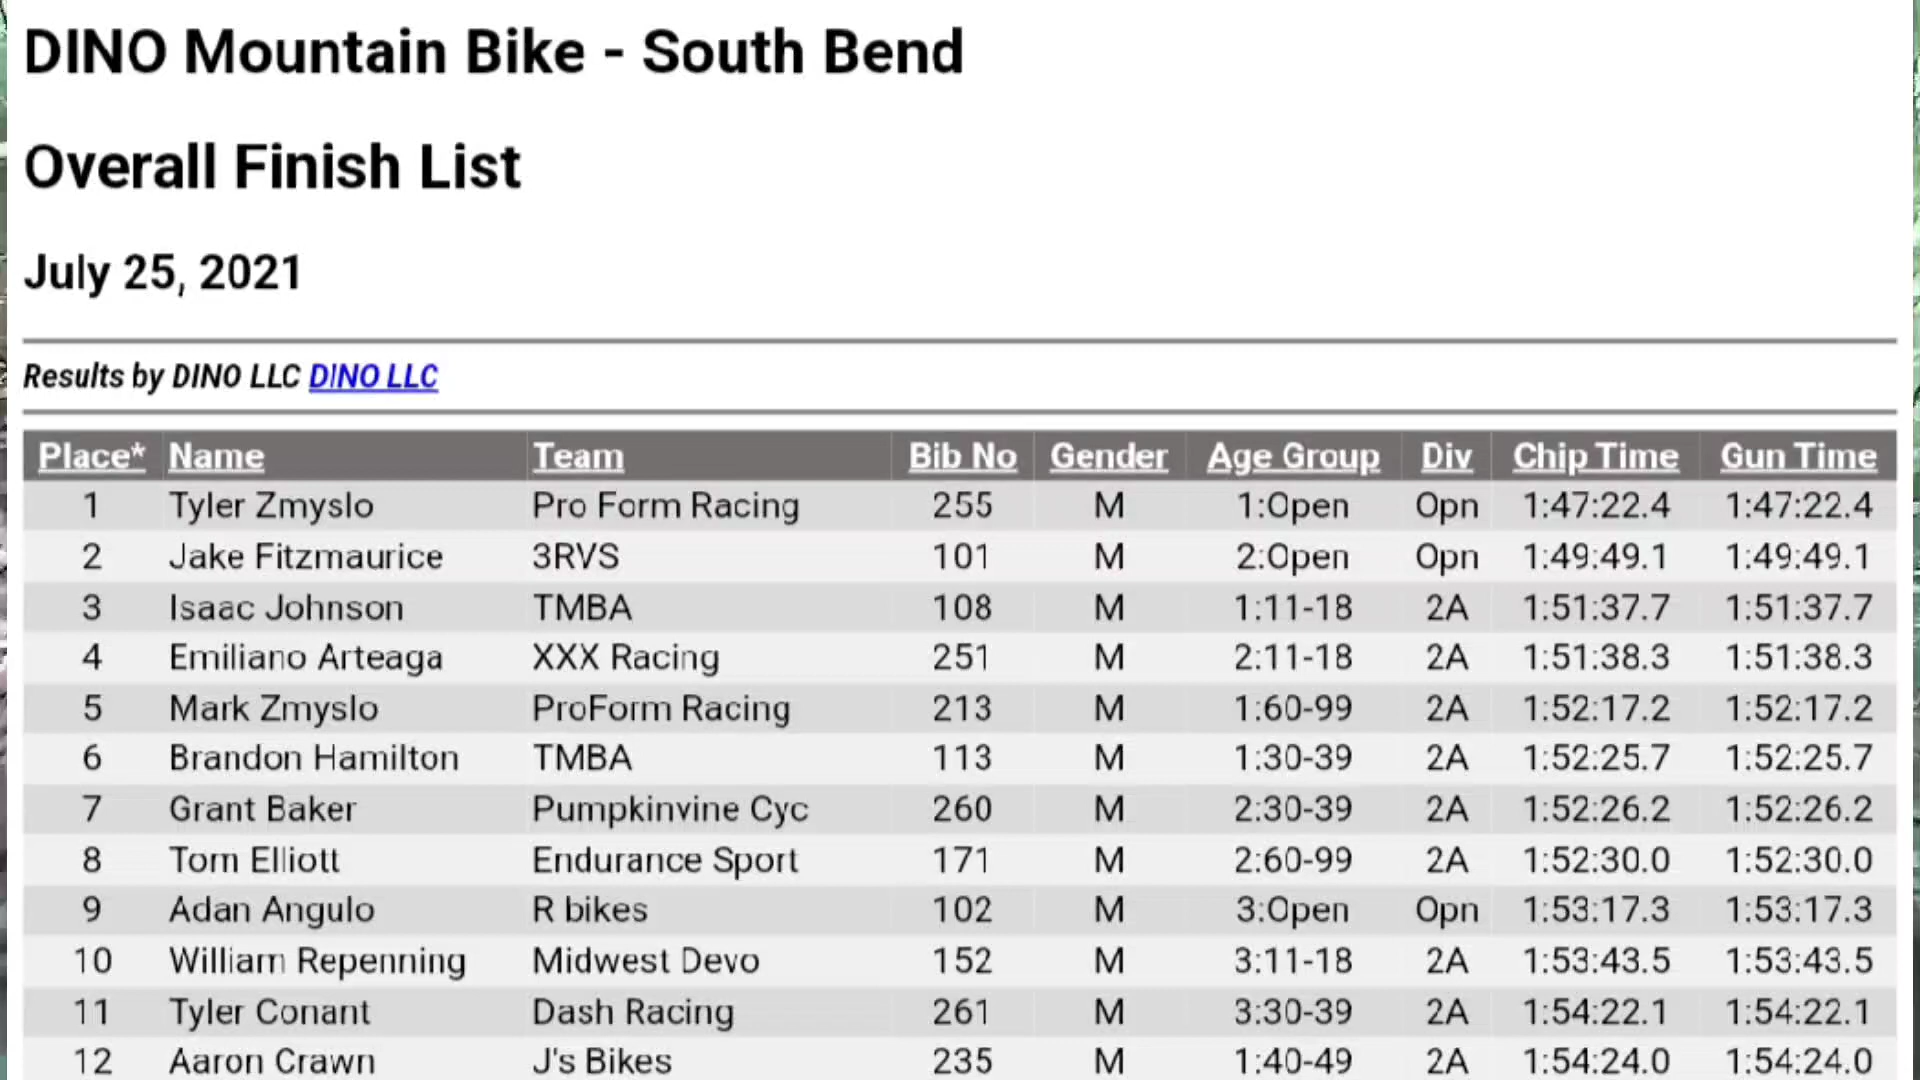 DINO Mountain Bike - South Bend
Overall Finish List
July 25, 2021
Results by DINO LLC DINO LLC
Place* Name Team Bib No Gender Age Group Div Chip Time Gun Time
1 Tyler Zmyslo Pro Form Racing 255 M 1:Open Opn 1:47:22.4 1:47:22.4
2 Jake Fitzmaurice 3RVS 101 M 2:Open Opn 1:49:49.1 1:49:49.1
3 Isaac Johnson TMBA 108 M 1:11-18 2A 1:51:37.7 1:51:37.7
4 Emiliano Arteaga XXX Racing 251 M 2:11-18 2A 1:51:38.3 1:51:38.3
5 Mark Zmyslo ProForm Racing 213 M 1:60-99 2A 1:52:17.2 1:52:17.2
6 Brandon Hamilton TMBA 113 M 1:30-39 2A 1:52:25.7 1:52:25.7
7 Grant Baker Pumpkinvine Cyc 260 M 2:30-39 2A 1:52:26.2 1:52:26.2
8 Tom Elliott Endurance Sport 171 M 2:60-99 2A 1:52:30.0 1:52:30.0
9 Adan Angulo R bikes 102 M 3:Open Opn 1:53:17.3 1:53:17.3
10 William Repenning Midwest Devo 152 M 3:11-18 2A 1:53:43.5 1:53:43.5
11 Tyler Conant Dash Racing 261 M 3:30-39 2A 1:54:22.1 1:54:22.1
12 Aaron Crawn J's Bikes 235 M 1:40-49 2A 1:54:24.0 1:54:24.0